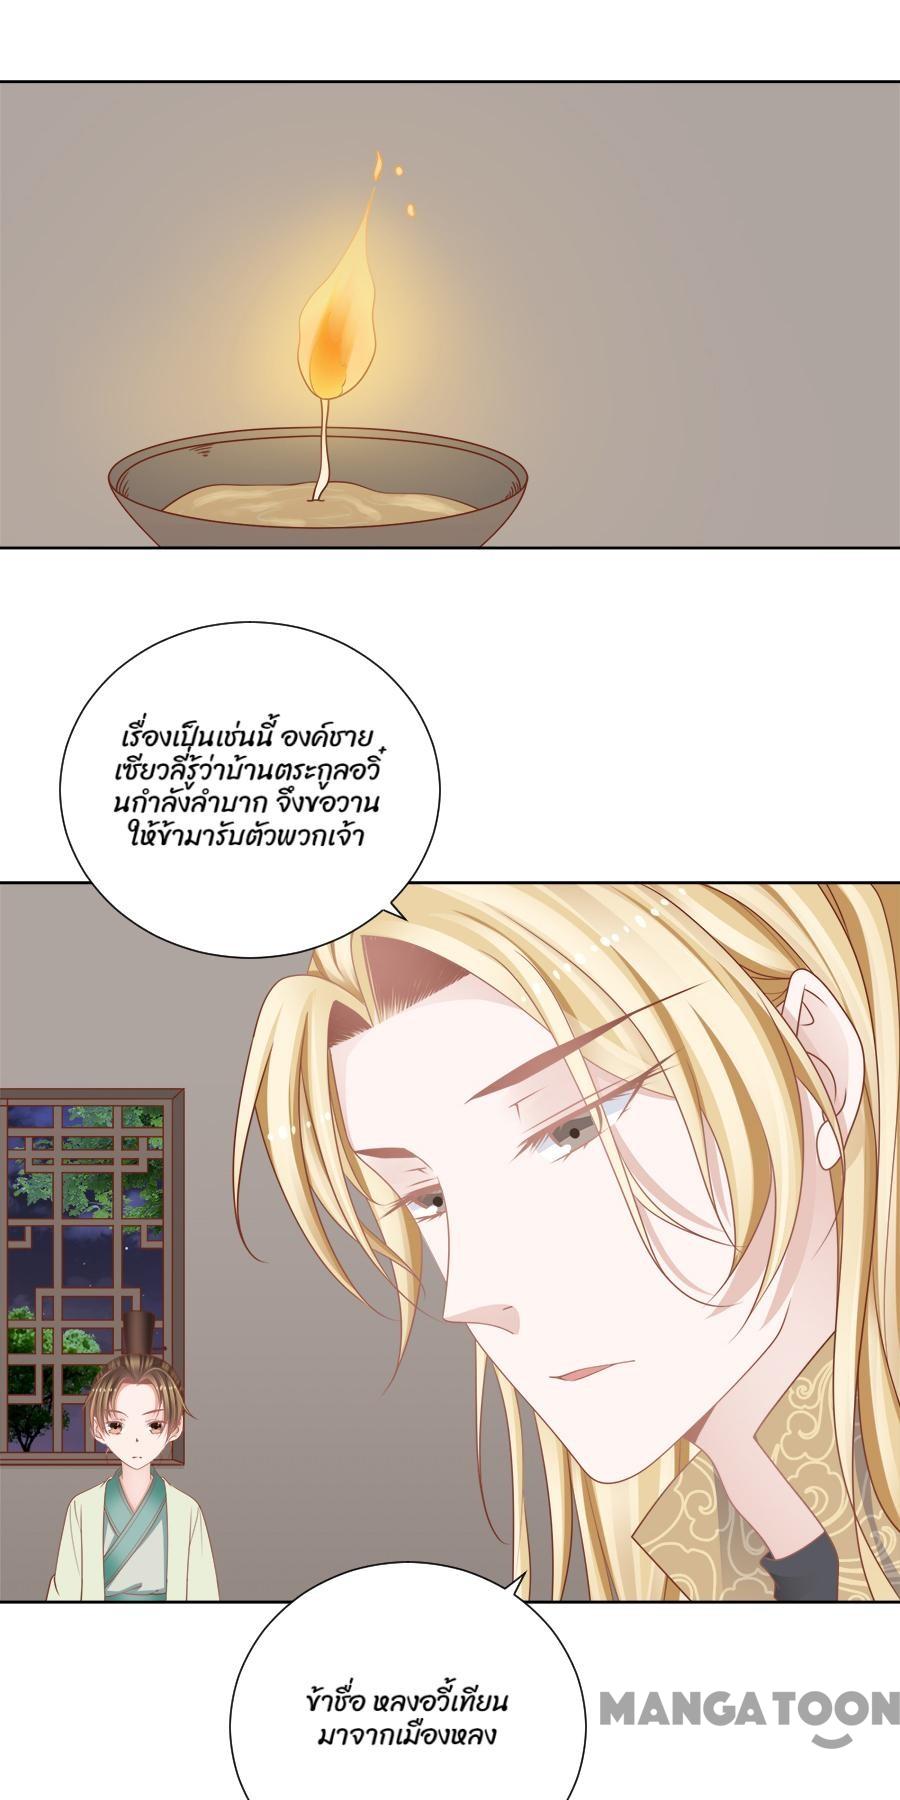 เรื่องเป็นเช่นนี้ องค์ชาย
เซียวลี่รู้ว่าบ้านตระกูลอวิ๋
นกำลังลำบาก จึงขอวาน
ให้ข้ามารับตัวพวกเจ้า
ข้าชื่อ หลงอวี้เทียน
มาจากเมืองหลง
MANGATOON